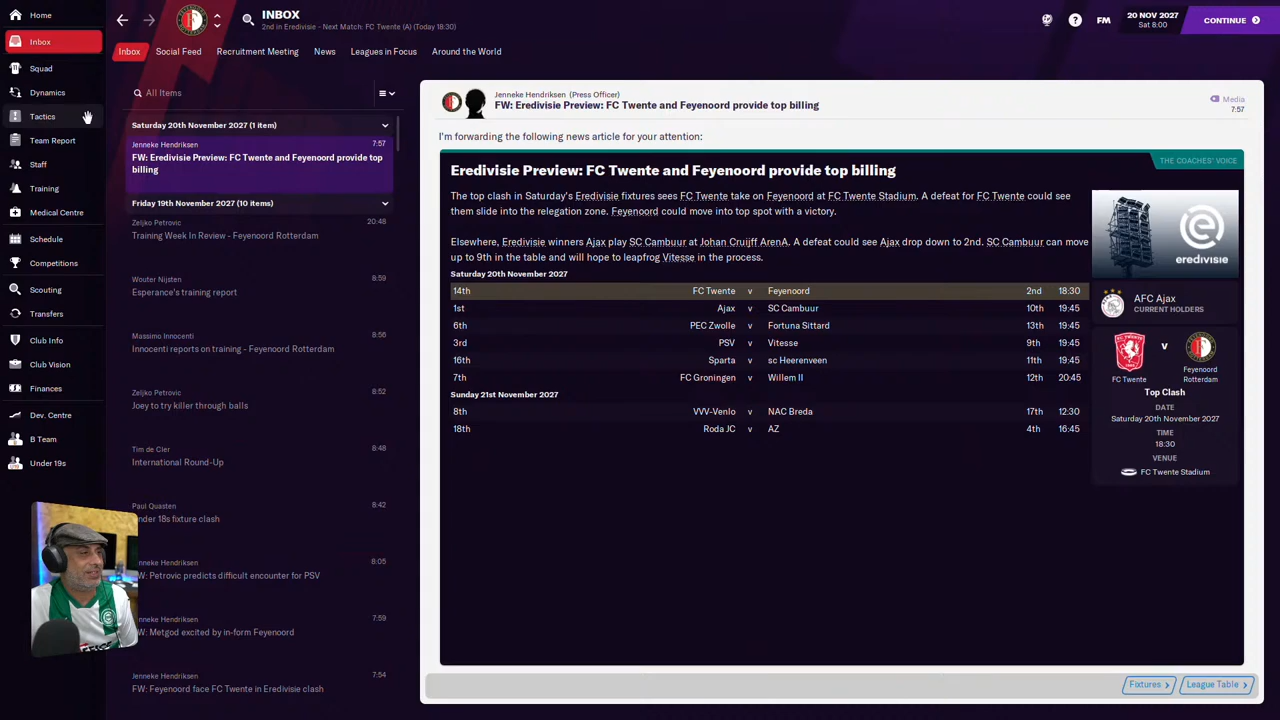 Home
Inbox
Squad
Dynamics
Tactics
Team Report
Staff
Training
Medical Centre
Schedule
Competitions
Scouting
Transfers
Club Info
Club Vision
Finances
Dev. Centre
B Team
Under 19s
INBOX
2nd in Eredivisie - Next Match: FC Twente (A) (Today 18:30)
FM
20 NOV 2027
Sat 8:00
CONTINUE
Inbox
Social Feed
Recruitment Meeting
News
Leagues in Focus
Around the World
All Items
Saturday 20th November 2027 (1 item)
Jenneke Hendriksen 7:57
FW: Eredivisie Preview: FC Twente and Feyenoord provide top
billing
Friday 19th November 2027 (10 items)
Zeljko Petrovic 20:48
Training Week In Review - Feyenoord Rotterdam
Wouter Nijsten 8:59
Esperance's training report
Massimo Innocenti 8:56
Innocenti reports on training - Feyenoord Rotterdam
Zeljko Petrovic 8:52
Joey to try killer through balls
Tim de Cler 8:48
International Round-Up
Paul Quasten 8:42
nder 18s fixture clash
nneke Hendriksen 8:05
W: Petrovic predicts difficult encounter for PSV
nneke Hendriksen 7:59
W: Metgod excited by in-form Feyenoord
Jenneke Hendriksen 7:54
FW: Feyenoord face FC Twente in Eredivisie clash
Jenneke Hendriksen (Press Officer)
FW: Eredivisie Preview: FC Twente and Feyenoord provide top billing
Media
7:57
I'm forwarding the following news article for your attention:
THE COACHES' VOICE
Eredivisie Preview: FC Twente and Feyenoord provide top billing
The top clash in Saturday's Eredivisie fixtures sees FC Twente take on Feyenoord at FC Twente Stadium. A defeat for FC Twente could see
them slide into the relegation zone. Feyenoord could move into top spot with a victory.
Elsewhere, Eredivisie winners Ajax play SC Cambuur at Johan Cruijff ArenA. A defeat could see Ajax drop down to 2nd. SC Cambuur can move
up to 9th in the table and will hope to leapfrog Vitesse in the process.
Saturday 20th November 2027
14th FC Twente v Feyenoord 2nd 18:30
1st Ajax v SC Cambuur 10th 19:45
6th PEC Zwolle v Fortuna Sittard 13th 19:45
3rd PSV v Vitesse 9th 19:45
16th Sparta v sc Heerenveen 11th 19:45
7th FC Groningen v Willem II 12th 20:45
Sunday 21st November 2027
8th VVV-Venlo v NAC Breda 17th 12:30
18th Roda JC v AZ 4th 16:45
eredivisie
AFC Ajax
CURRENT HOLDERS
v
FC Twente
Feyenoord
Rotterdam
Top Clash
DATE
Saturday 20th November 2027
TIME
18:30
VENUE
FC Twente Stadium
Fixtures
League Table